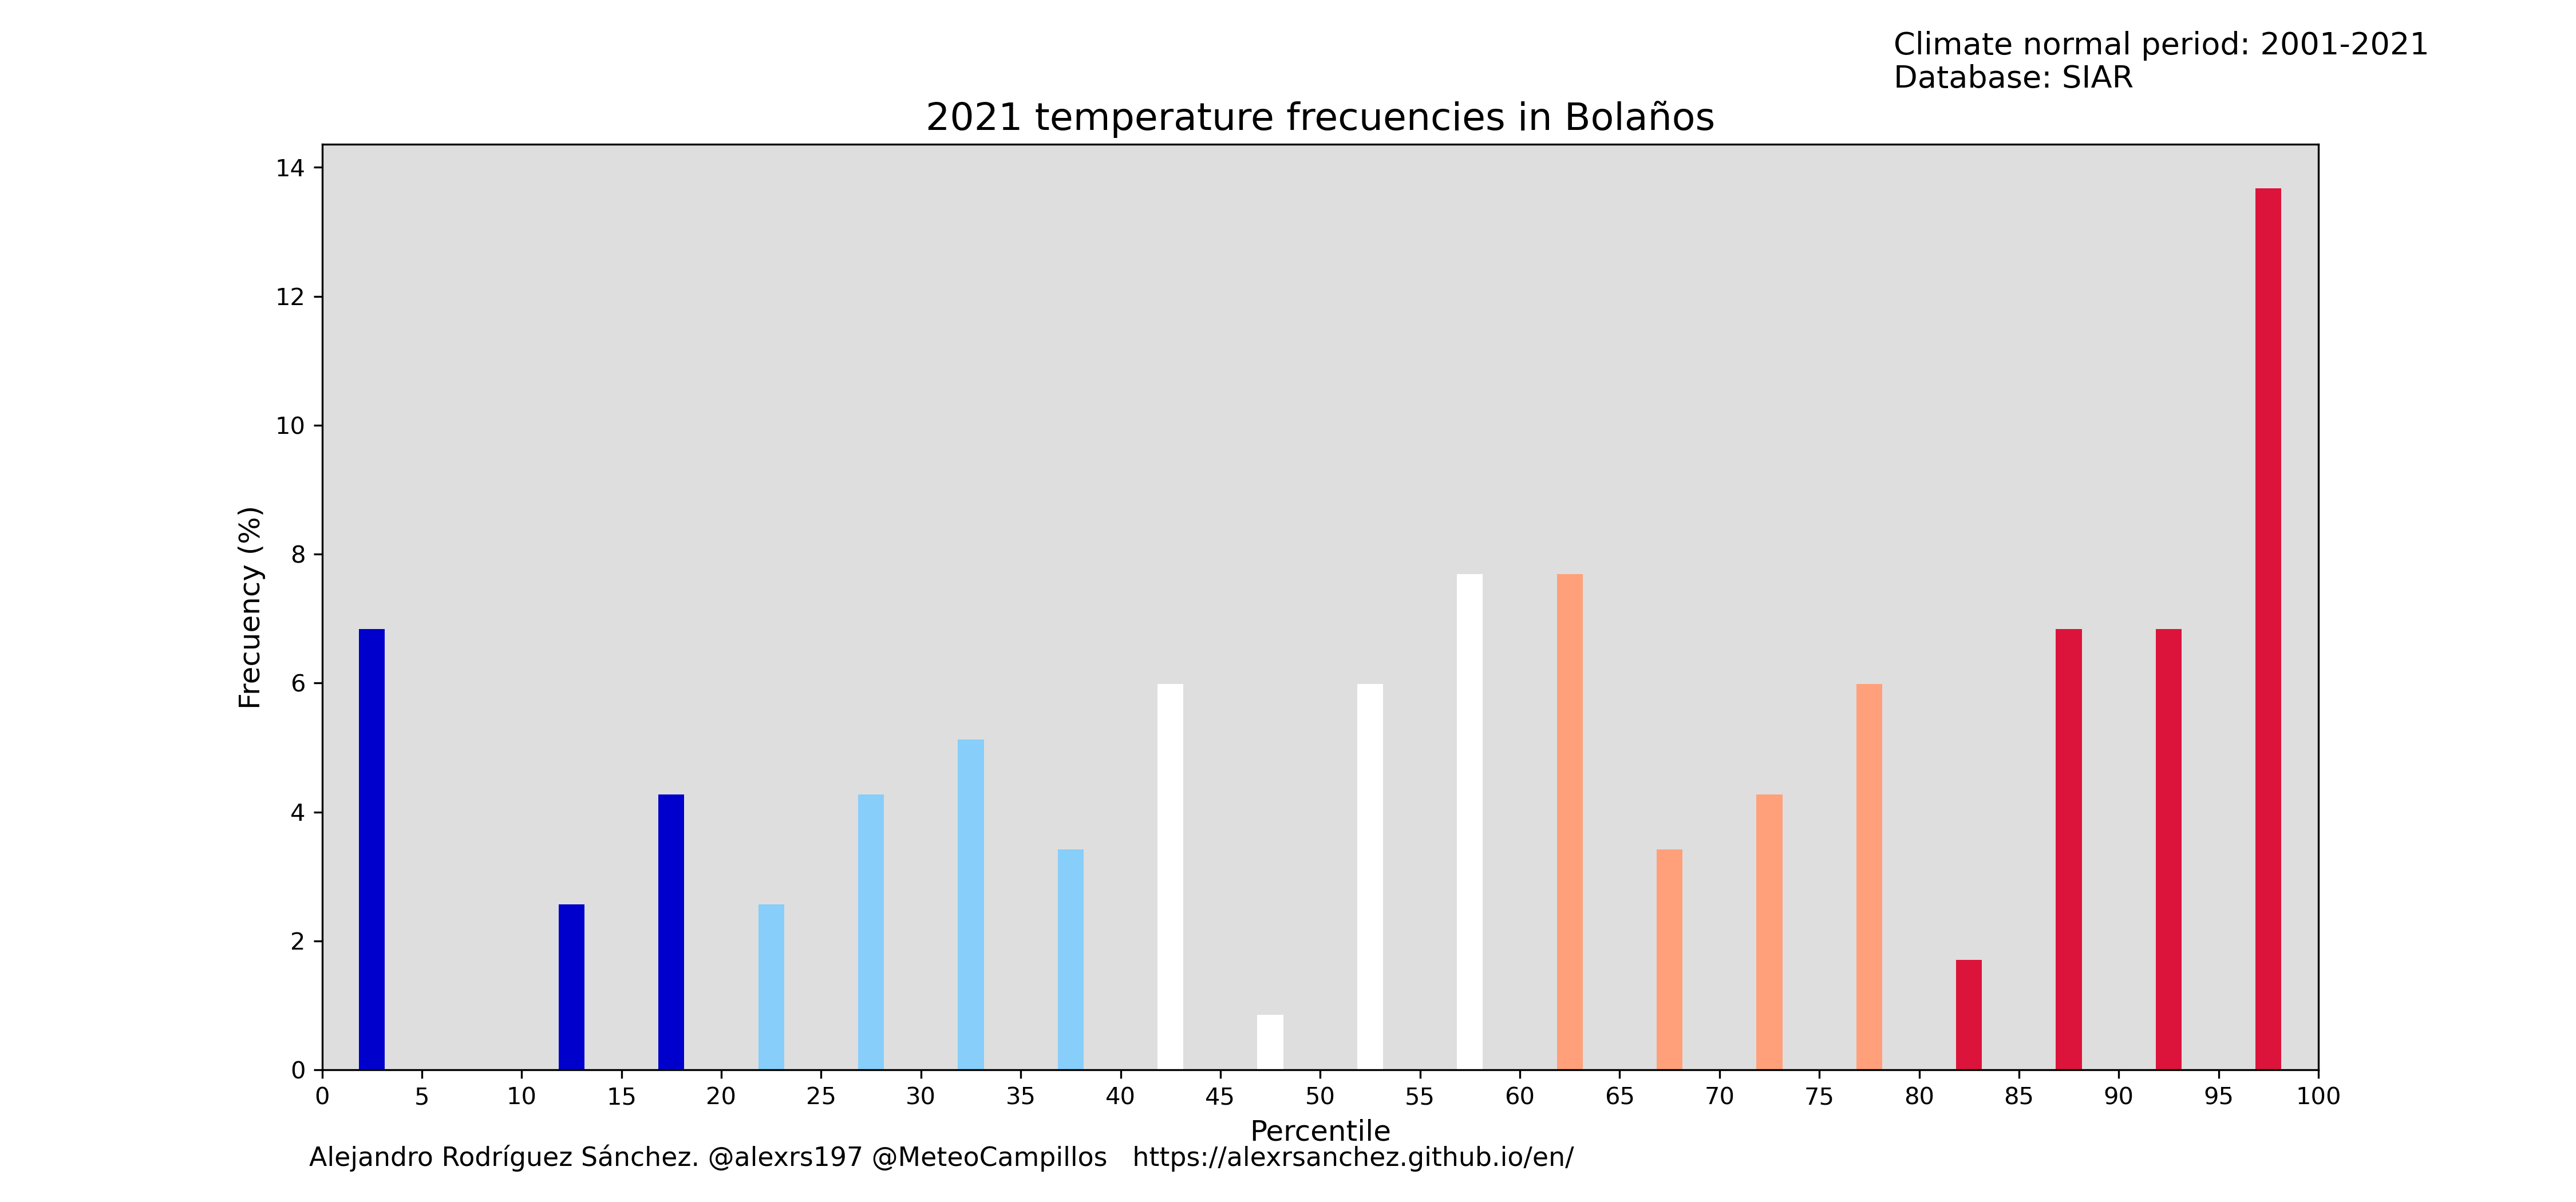 Climate normal period: 2001-2021
Database: SIAR
2021 temperature frecuencies in Bolaños
14
12
10
8
6
4
2
0
Frecuency (%)
0 5 10 15 20 25 30 35 40 45 50 55 60 65 70 75 80 85 90 95 100
Percentile
Alejandro Rodríguez Sánchez. @alexrs197 @MeteoCampillos https://alexrsanchez.github.io/en/